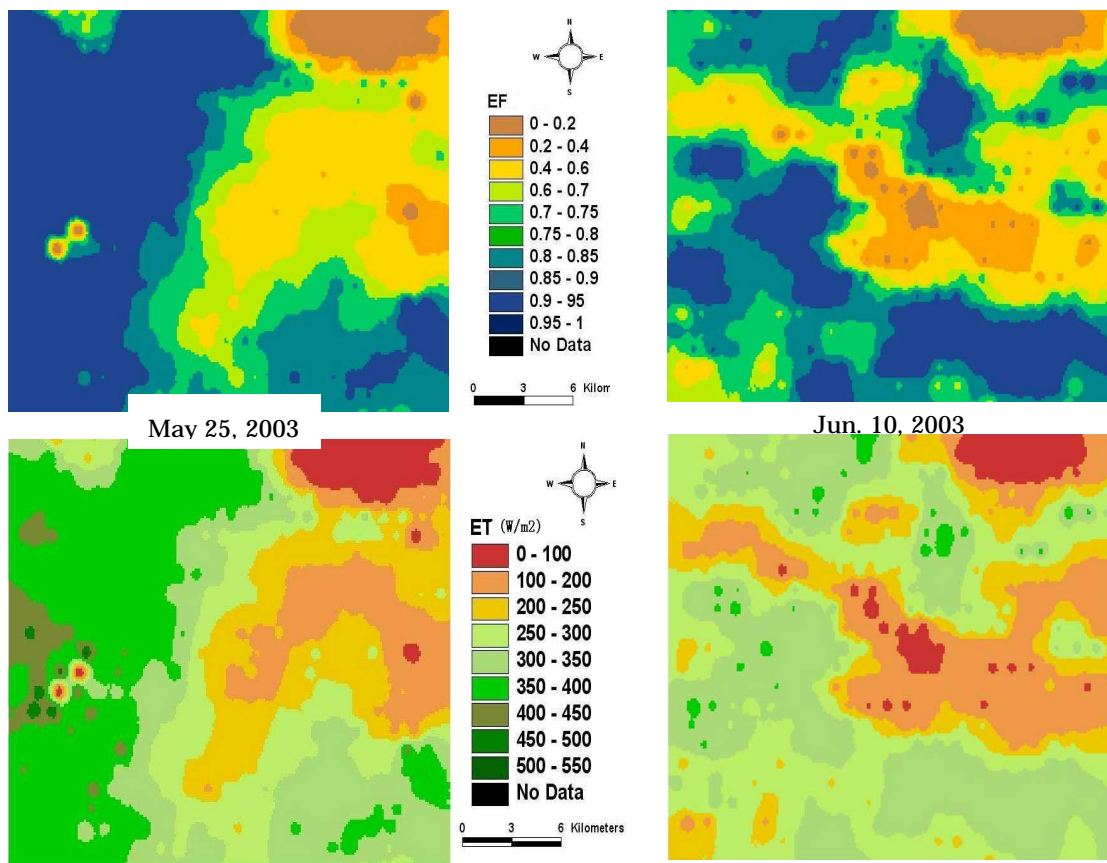 N
W E
S
EF
0 - 0.2
0.2 - 0.4
0.4 - 0.6
0.6 - 0.7
0.7 - 0.75
0.75 - 0.8
0.8 - 0.85
0.85 - 0.9
0.9 - 95
0.95 - 1
No Data
0 3 6 Kilom
May 25, 2003
Jun. 10, 2003
N
W E
S
ET (W/m2)
0 - 100
100 - 200
200 - 250
250 - 300
300 - 350
350 - 400
400 - 450
450 - 500
500 - 550
No Data
0 3 6 Kilometers